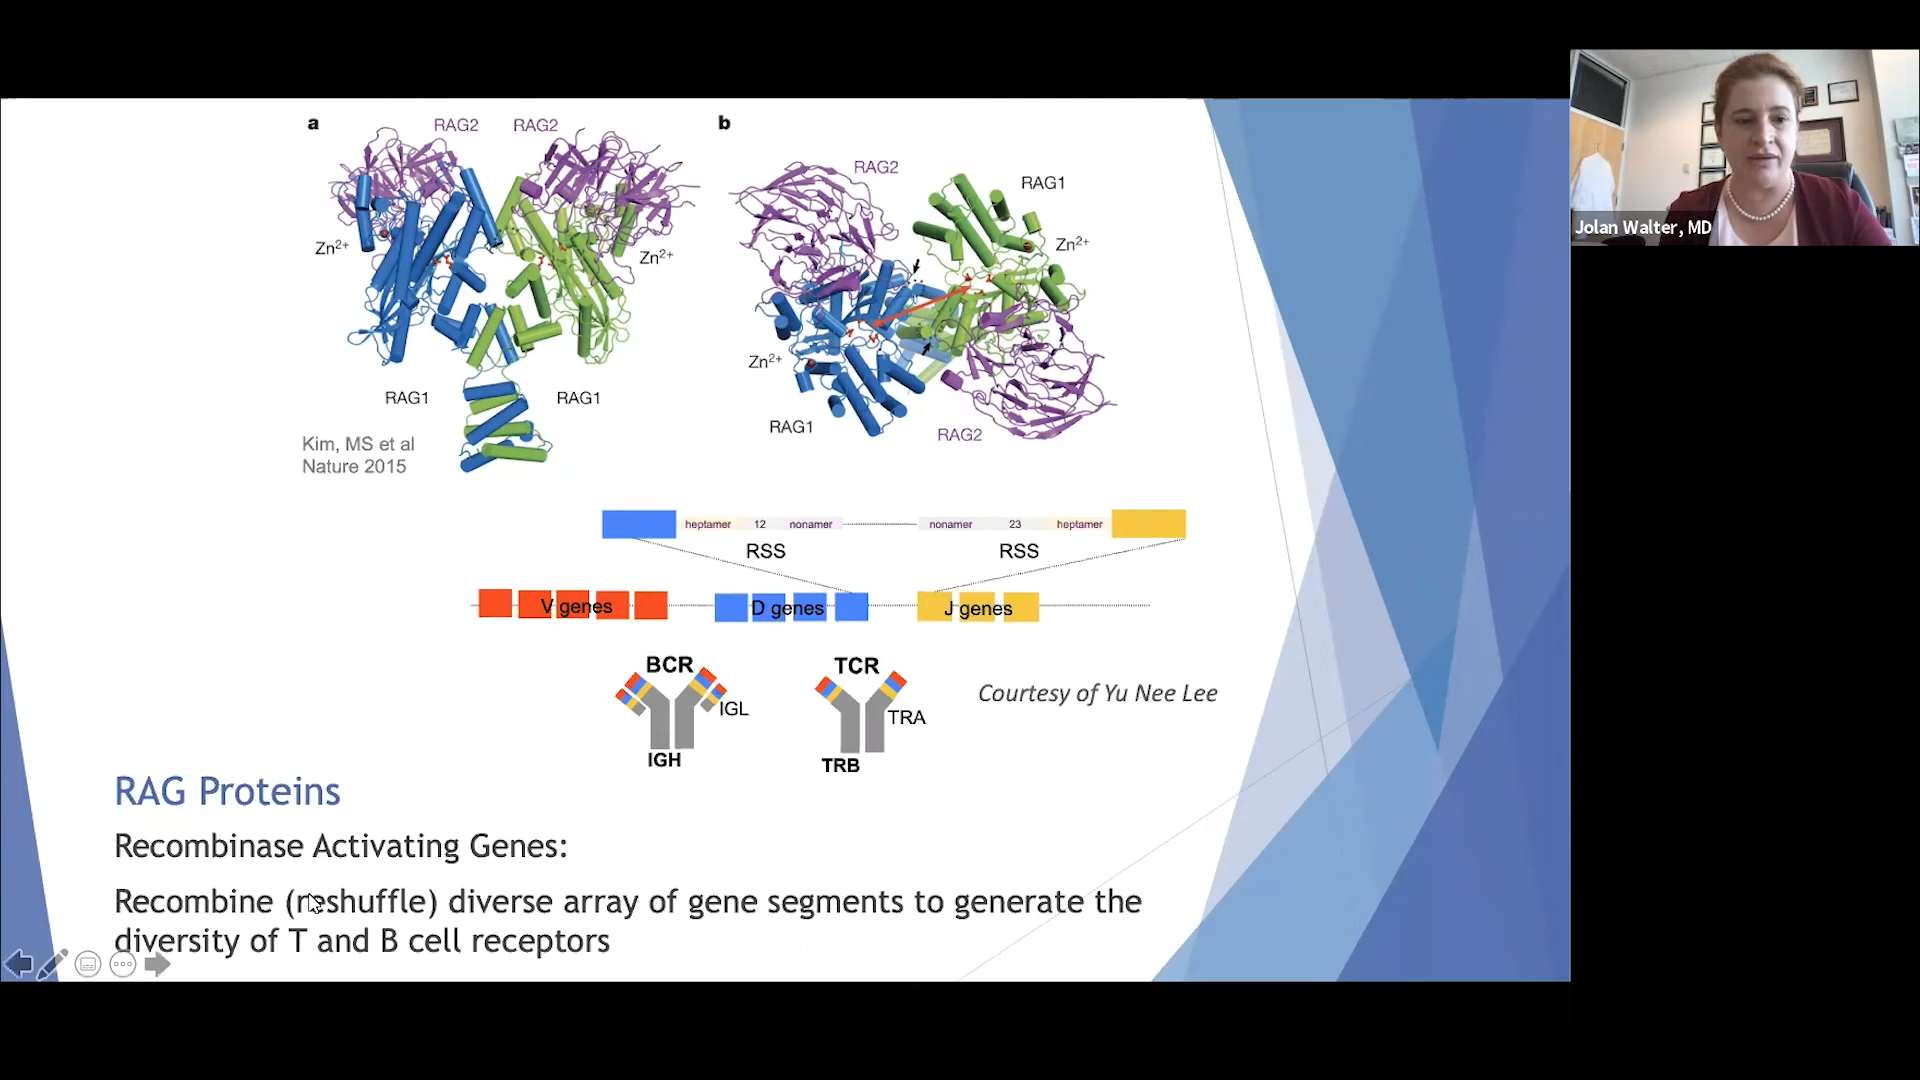 a
RAG2
RAG2
b
RAG2
RAG1
Zn2+
Zn2+
Zn2+
Zn2+
RAG1
RAG1
RAG1
RAG2
Kim, MS et al
Nature 2015
heptamer 12 nonamer
nonamer 23 heptamer
RSS
RSS
V genes
D genes
J genes
BCR
TCR
IGL
TRA
IGH
TRB
Courtesy of Yu Nee Lee
RAG Proteins
Recombinase Activating Genes:
Recombine (reshuffle) diverse array of gene segments to generate the
diversity of T and B cell receptors
Jolan Walter, MD